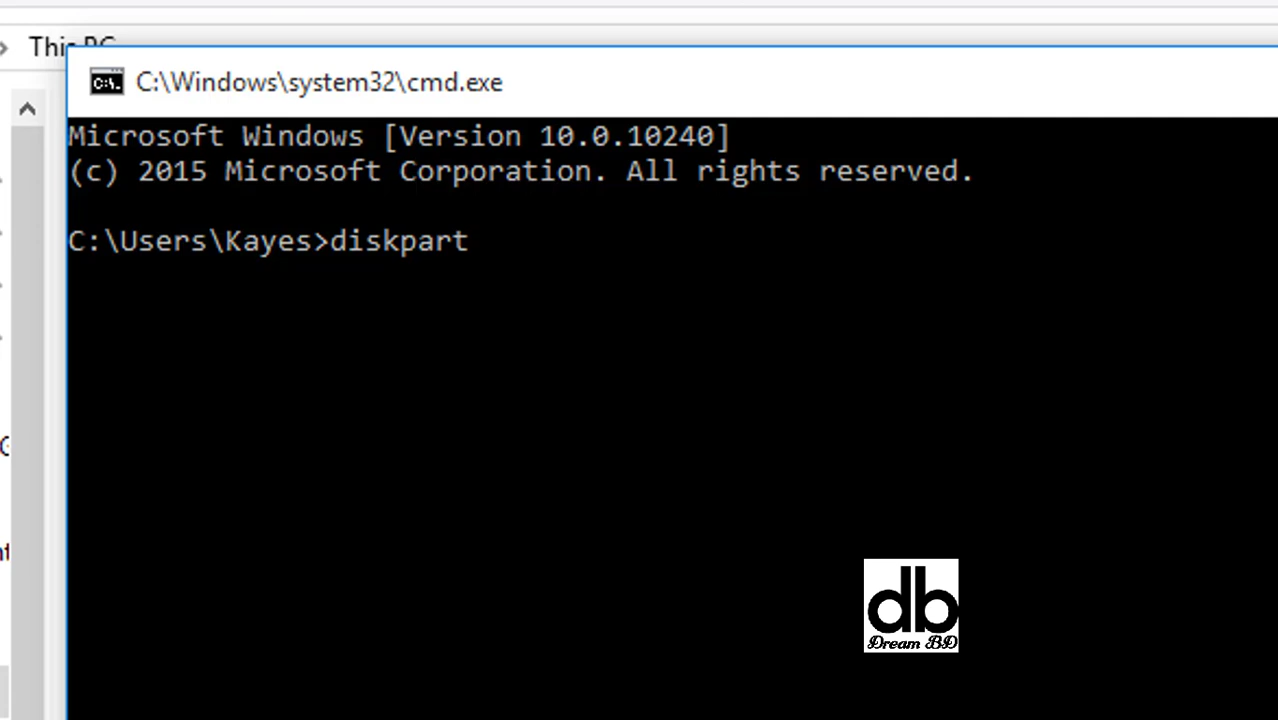 This PC
C:\Windows\system32\cmd.exe
Microsoft Windows [Version 10.0.10240]
(c) 2015 Microsoft Corporation. All rights reserved.
C:\Users\Kayes>diskpart
db
Dream BD